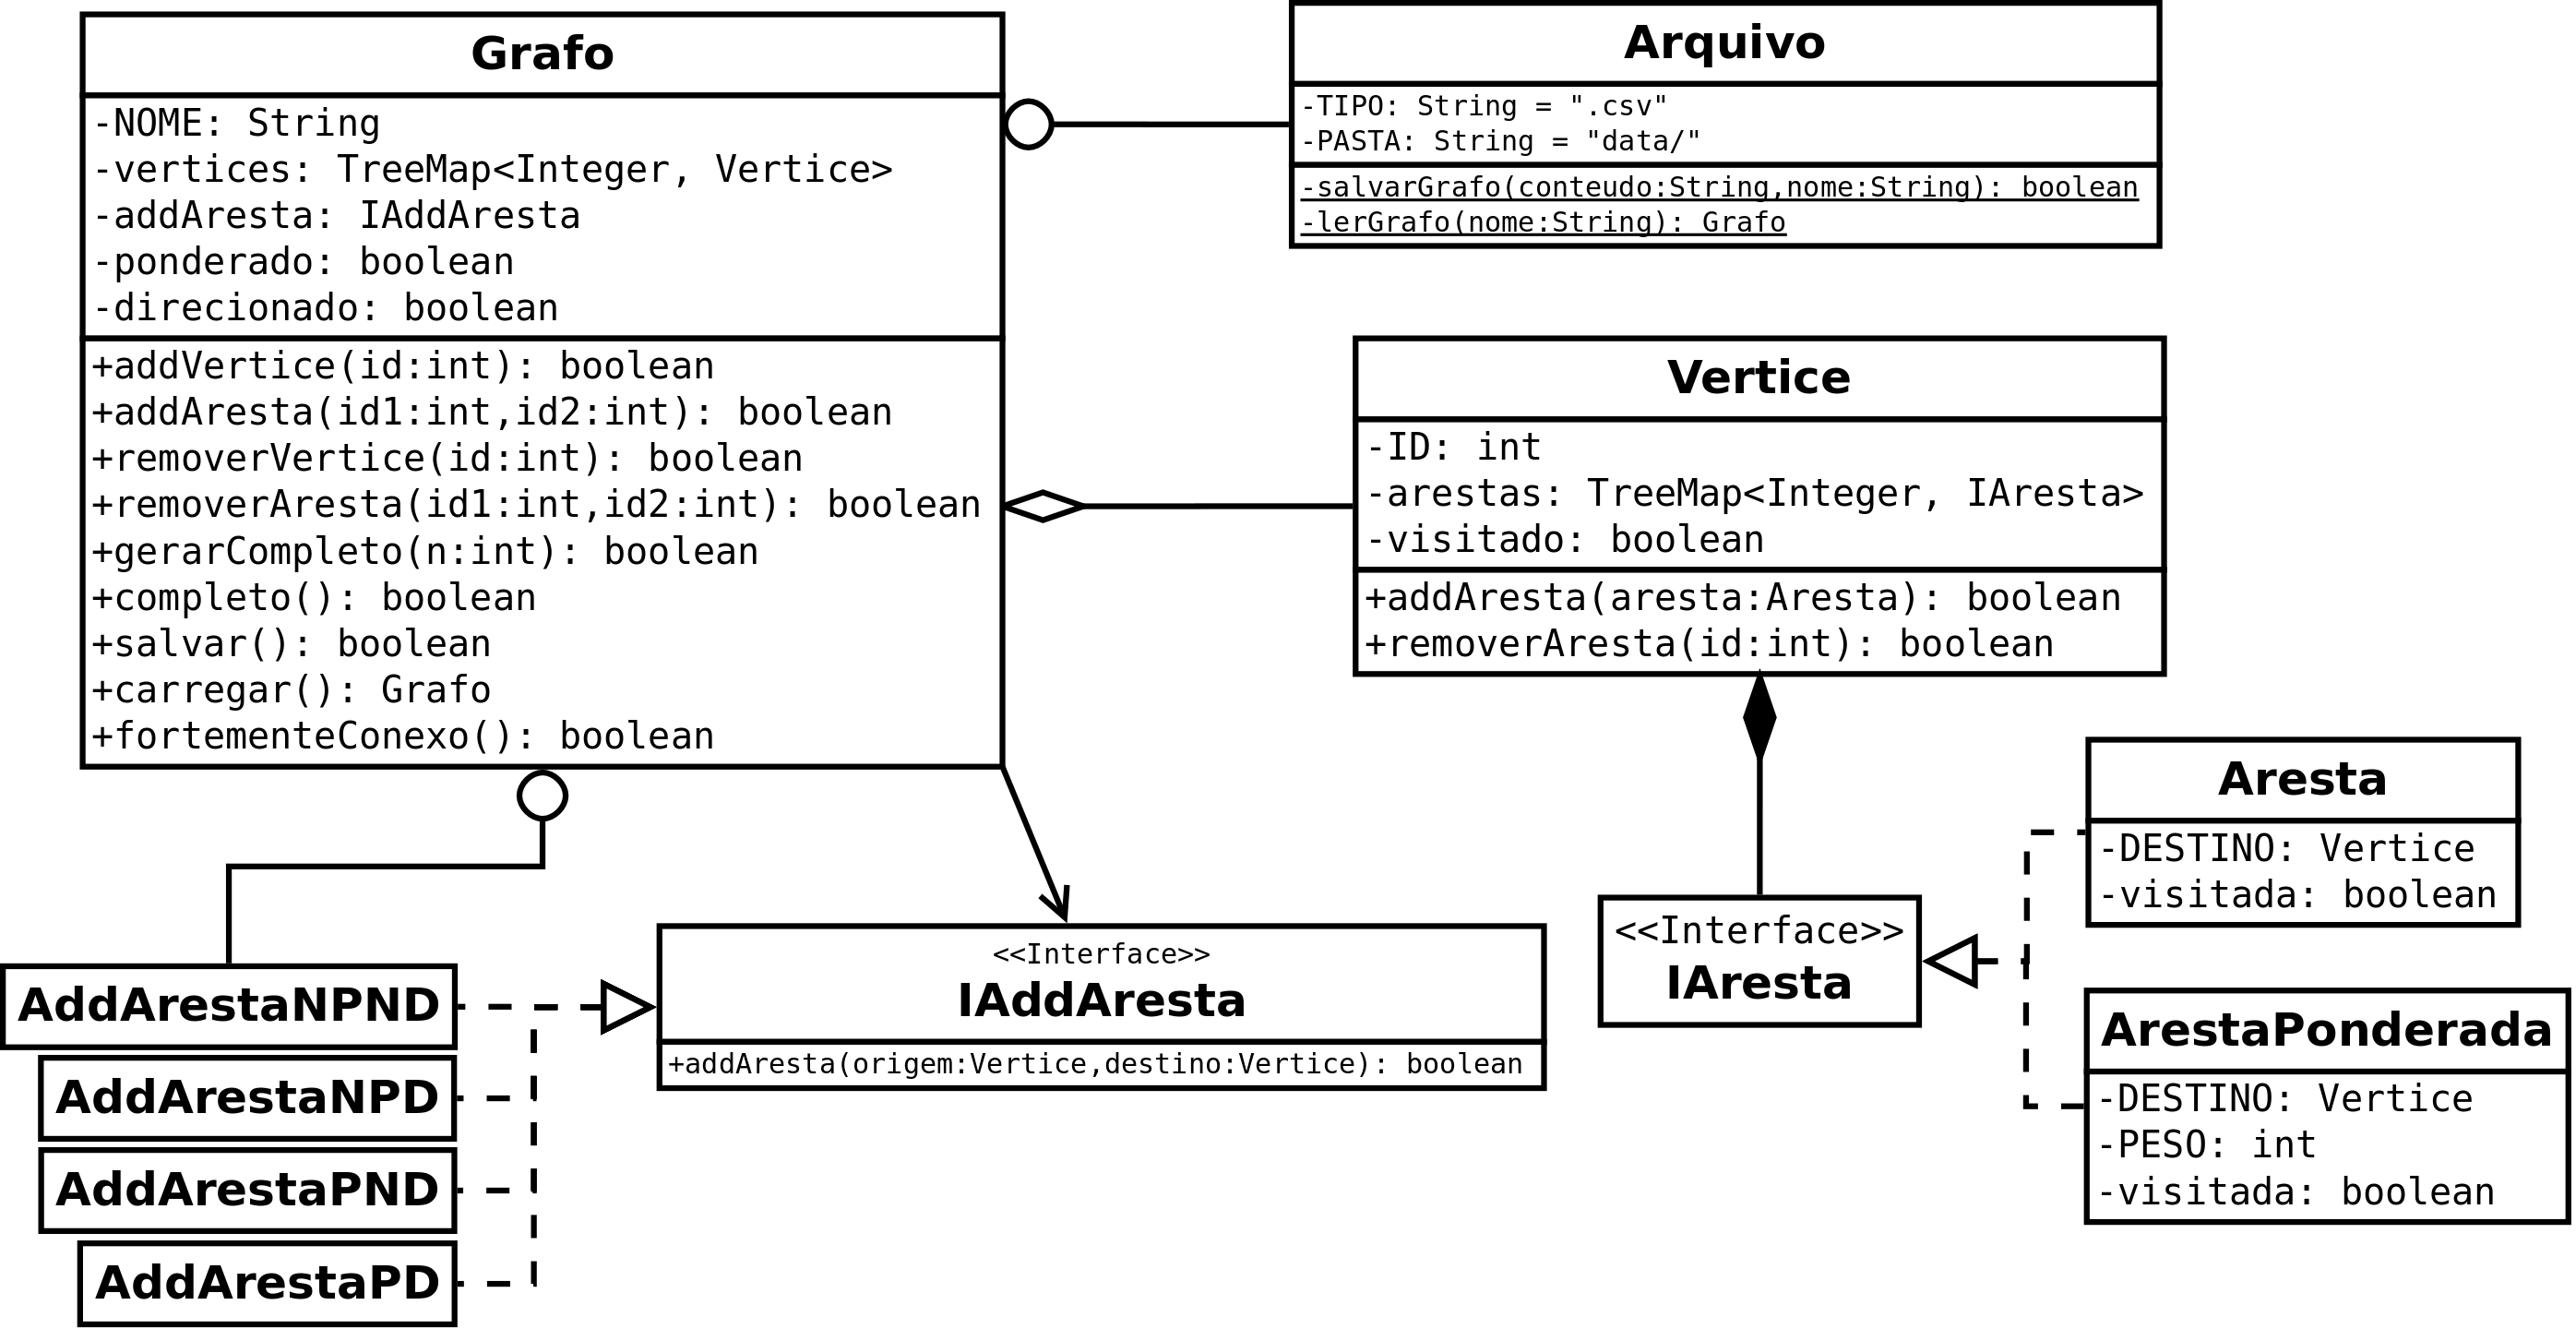 Grafo
-NOME: String
-vertices: TreeMap<Integer, Vertice>
-addAresta: IAddAresta
-ponderado: boolean
-direcionado: boolean
+addVertice(id:int): boolean
+addAresta(id1:int,id2:int): boolean
+removerVertice(id:int): boolean
+removerAresta(id1:int,id2:int): boolean
+gerarCompleto(n:int): boolean
+completo(): boolean
+salvar(): boolean
+carregar(): Grafo
+fortementeConexo(): boolean
Arquivo
-TIPO: String = ".csv"
-PASTA: String = "data/"
-salvarGrafo(conteudo:String,nome:String): boolean
-lerGrafo(nome:String): Grafo
Vertice
-ID: int
-arestas: TreeMap<Integer, IAresta>
-visitado: boolean
+addAresta(aresta:Aresta): boolean
+removerAresta(id:int): boolean
Aresta
-DESTINO: Vertice
-visitada: boolean
<<Interface>>
IAresta
ArestaPonderada
-DESTINO: Vertice
-PESO: int
-visitada: boolean
<<Interface>>
IAddAresta
+addAresta(origem:Vertice,destino:Vertice): boolean
AddArestaNPND
AddArestaNPD
AddArestaPND
AddArestaPD